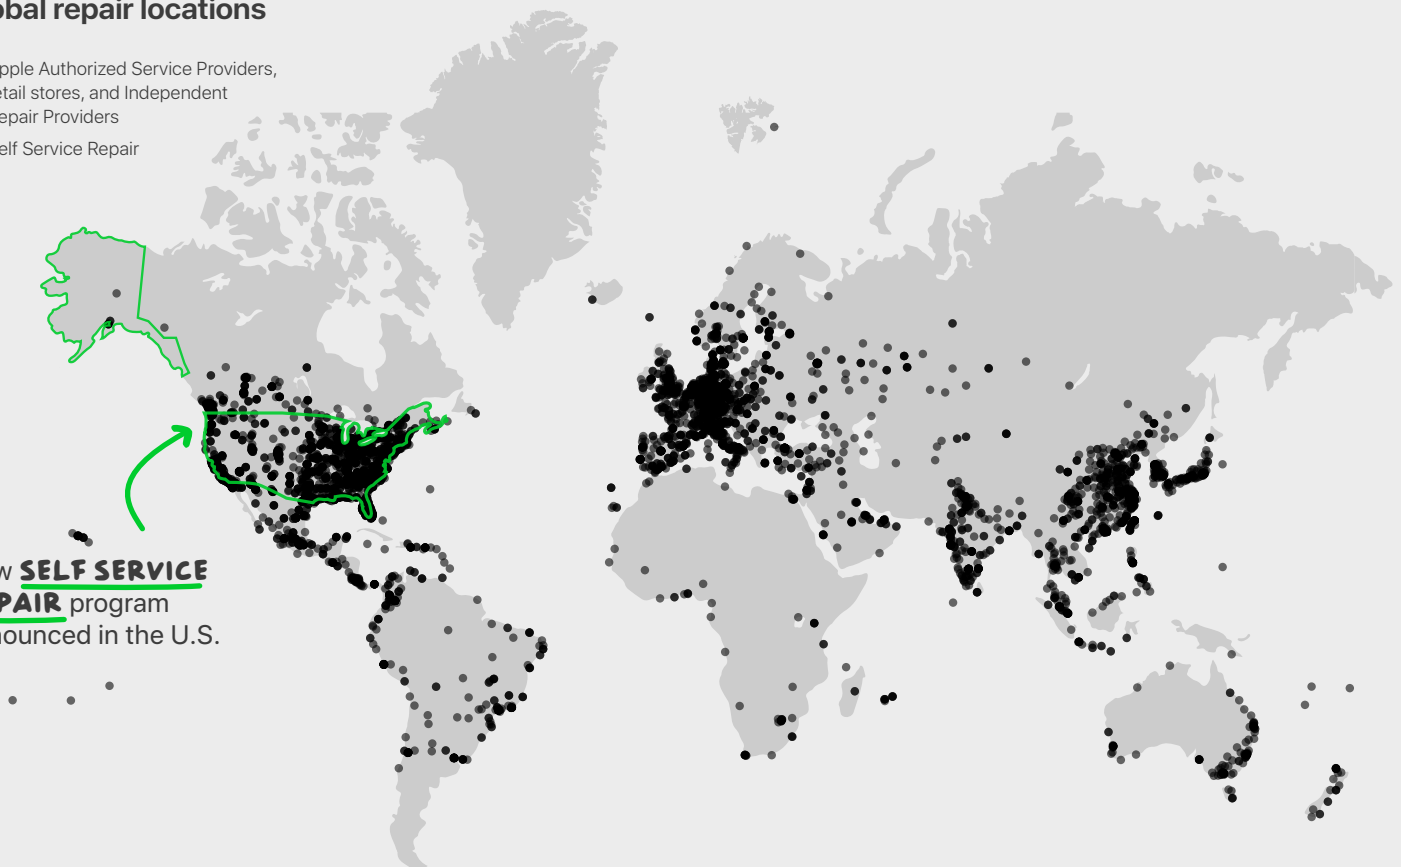 obal repair locations
pple Authorized Service Providers,
etail stores, and Independent
epair Providers
elf Service Repair
w SELF SERVICE
PAIR program
nounced in the U.S.